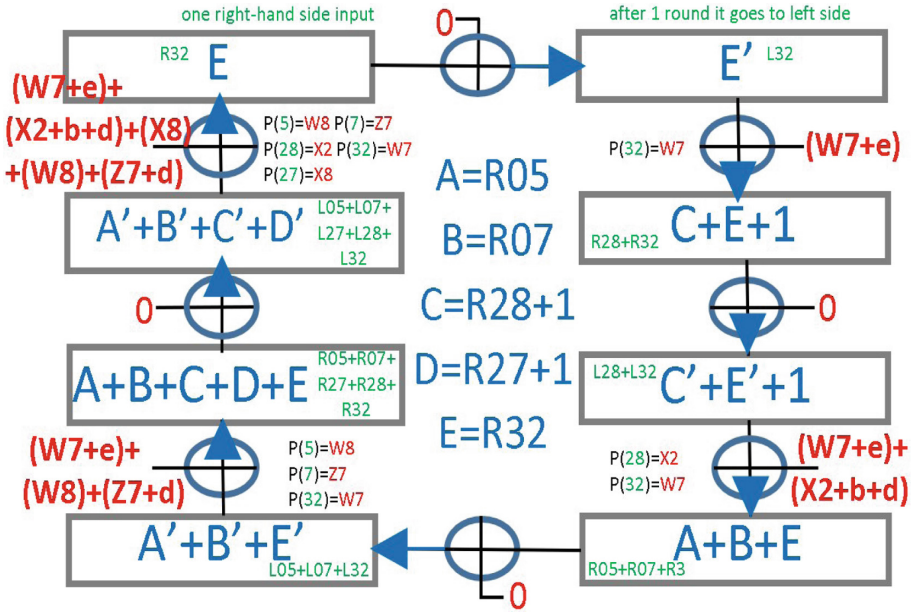 one right-hand side input
0
after 1 round it goes to left side
R32 E
E’ L32
(W7+e)+
(X2+b+d)+(X8)
+(W8)+(Z7+d)
P(5)=W8 P(7)=Z7
P(28)=X2 P(32)=W7
P(27)=X8
P(32)=W7
(W7+e)
A’+B’+C’+D’
L05+L07+
L27+L28+
L32
A=R05
B=R07
C=R28+1
D=R27+1
E=R32
C+E+1
R28+R32
0
0
A+B+C+D+E
R05+R07+
R27+R28+
R32
L28+L32
C’+E’+1
(W7+e)+
(W8)+(Z7+d)
P(5)=W8
P(7)=Z7
P(32)=W7
P(28)=X2
P(32)=W7
(W7+e)+
(X2+b+d)
A’+B’+E’
L05+L07+L32
0
A+B+E
R05+R07+R3